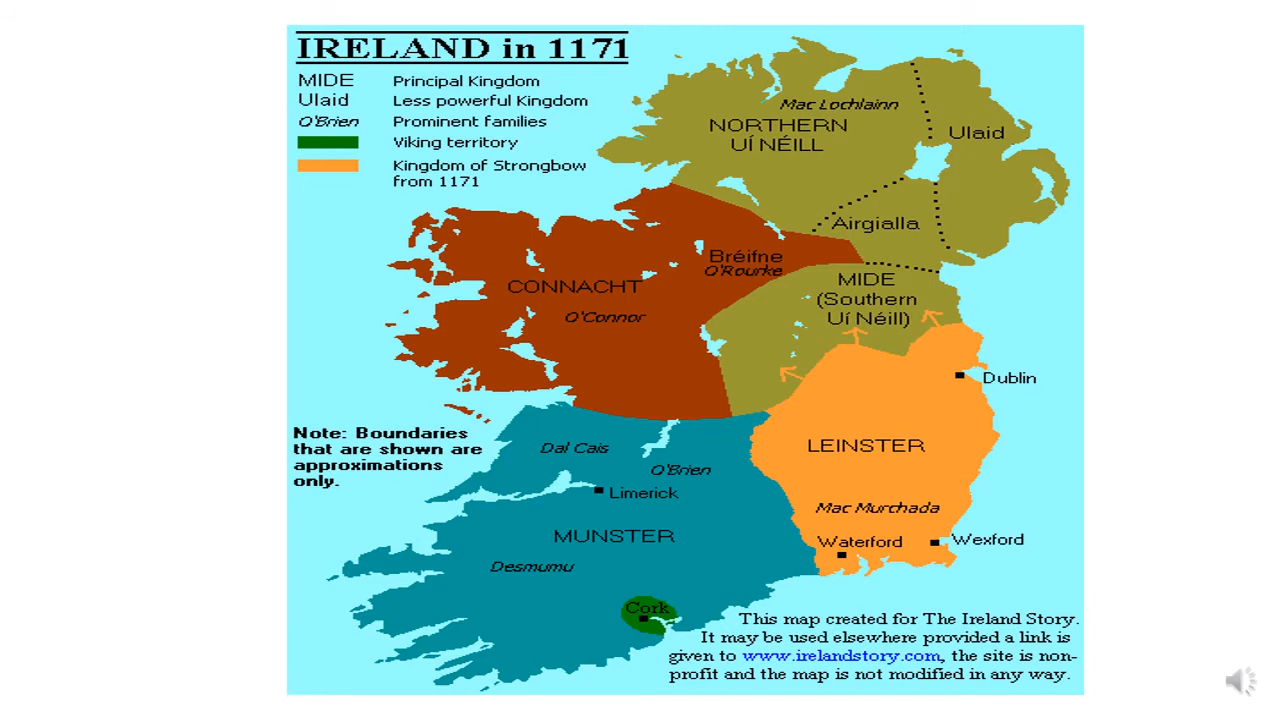 IRELAND in 1171
MIDE Principal Kingdom
Ulaid Less powerful Kingdom
O'Brien Prominent families
Viking territory
Kingdom of Strongbow
from 1171
Mac Lochlainn
NORTHERN
UÍ NÉILL
Ulaid
Airgialla
Bréifne
O'Rourke
CONNACHT
O'Connor
MIDE
(Southern
Uí Néill)
Dublin
Note: Boundaries
that are shown are
approximations
only.
Dal Cais
O'Brien
Limerick
LEINSTER
MUNSTER
Desmumu
Mac Murchada
Waterford
Wexford
Cork
This map created for The Ireland Story.
It may be used elsewhere provided a link is
given to www.irelandstory.com, the site is non-
profit and the map is not modified in any way.